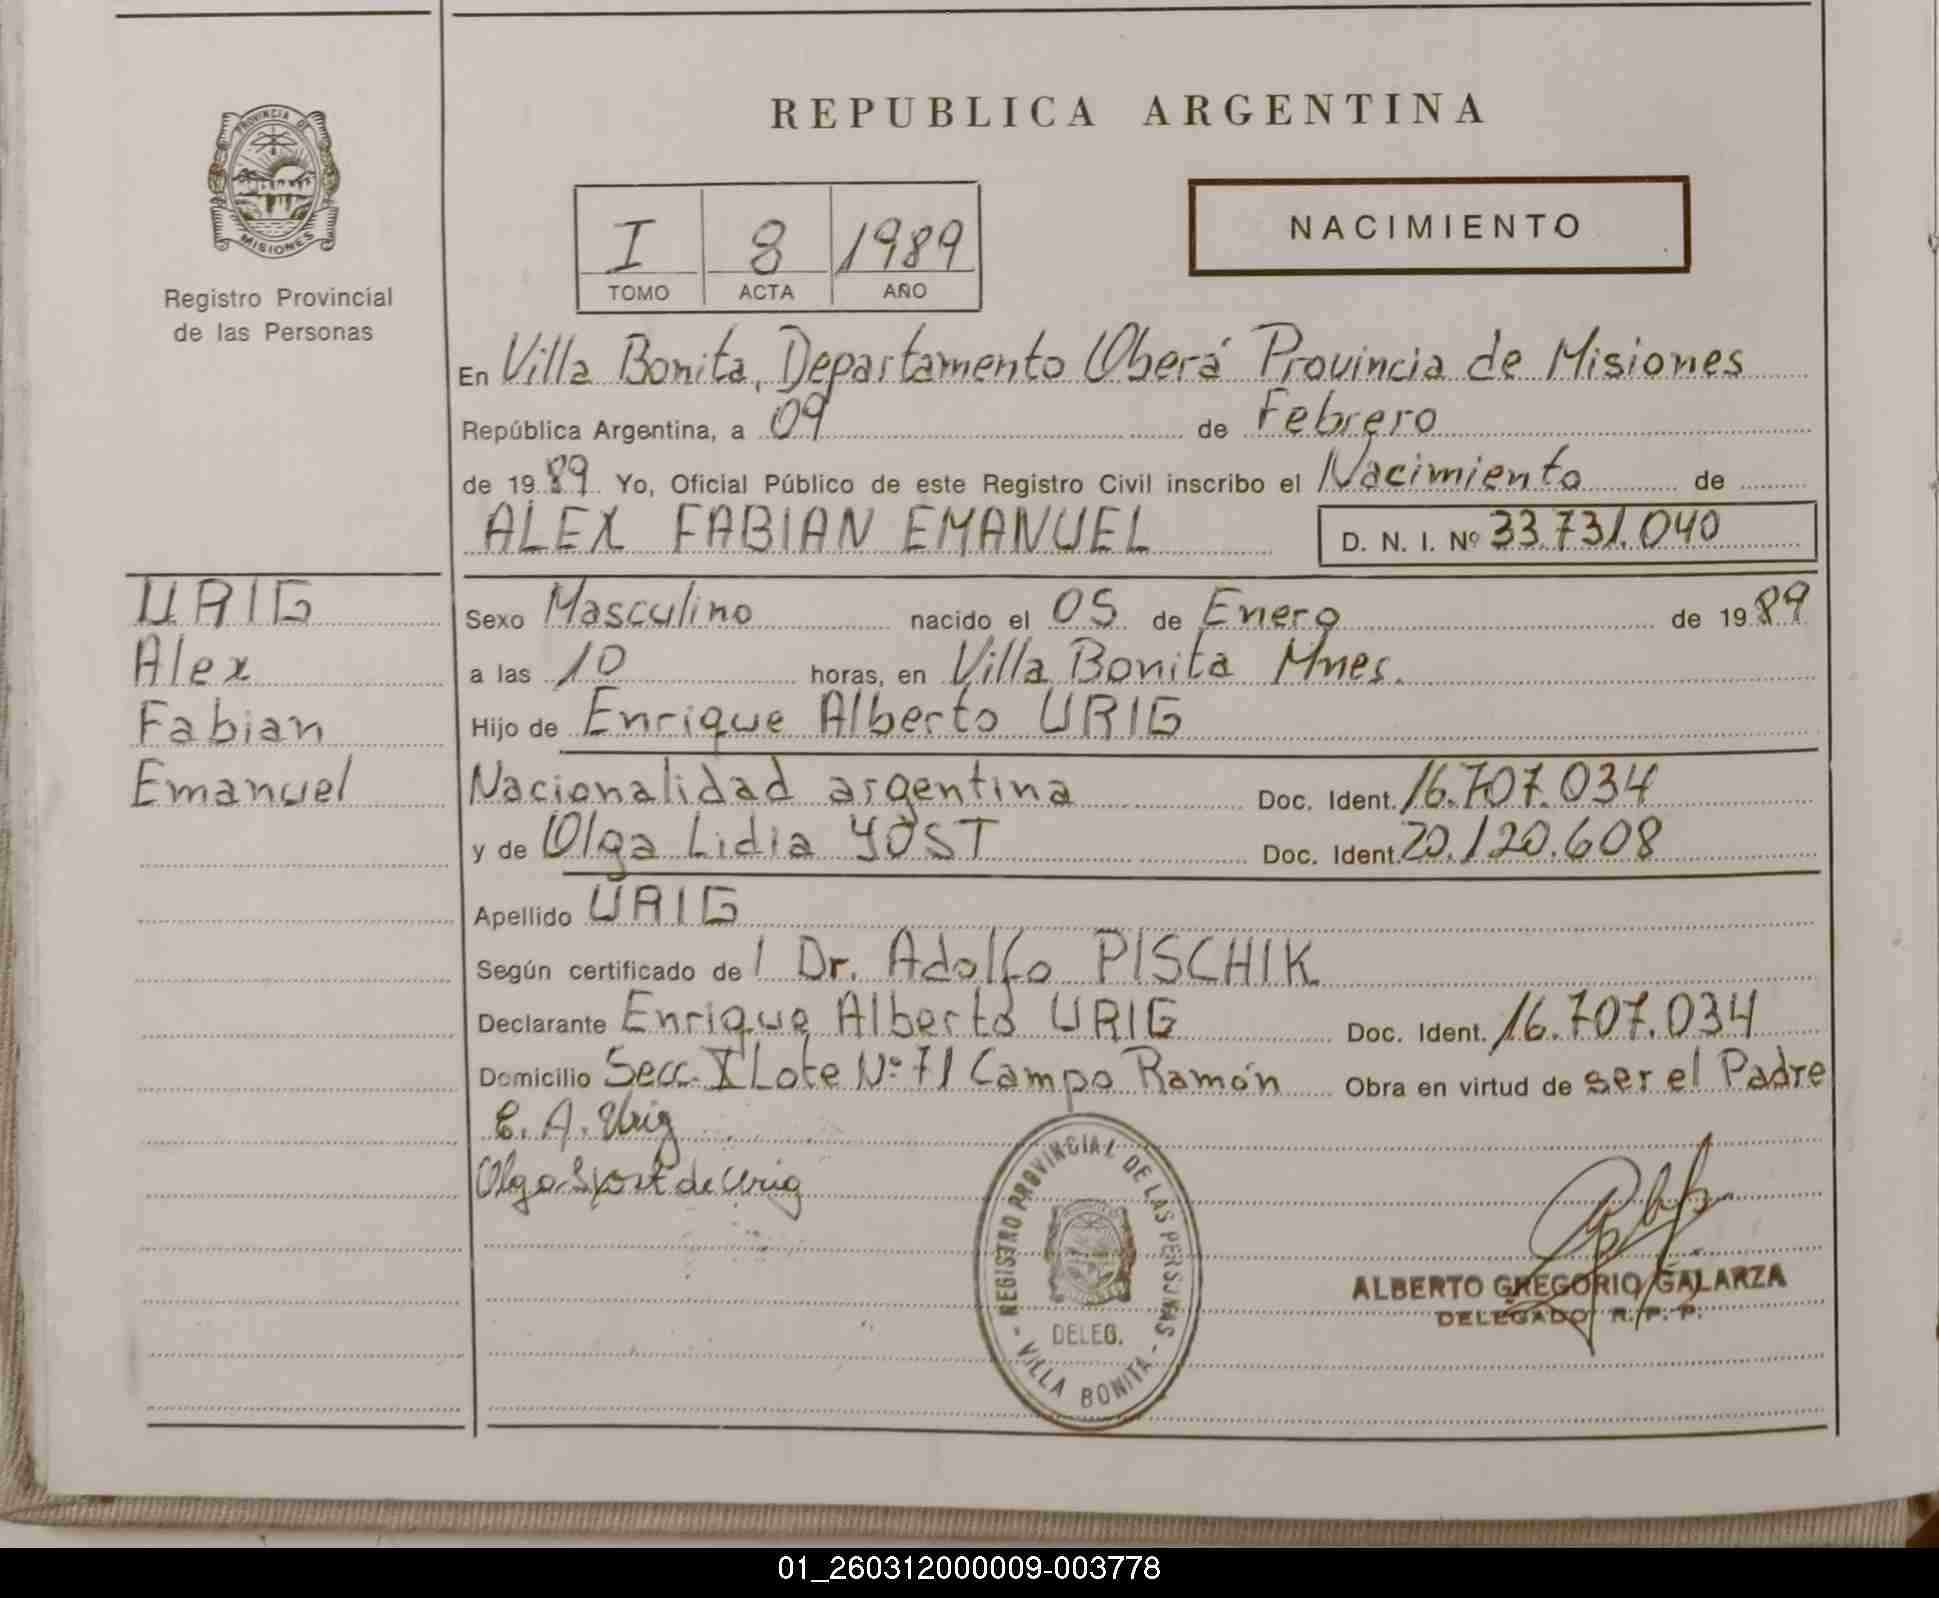 REPUBLICA ARGENTINA
PROVINCIA DE MISIONES
Registro Provincial
de las Personas
I 8 1989
TOMO ACTA AÑO
NACIMIENTO
En Villa Bonita, Departamento Oberá Provincia de Misiones
República Argentina, a 09 de Febrero
de 1989 Yo, Oficial Público de este Registro Civil inscribo el Nacimiento de
ALEX FABIAN EMANUEL D. N. I. Nº 33.731.040
URIG
Alex
Fabian
Emanuel
Sexo Masculino nacido el 05 de Enero de 1989
a las 10 horas, en Villa Bonita Mnes.
Hijo de Enrique Alberto URIG
Nacionalidad argentina Doc. Ident. 16.707.034
y de Olga Lidia YOST Doc. Ident. 20.120.608
Apellido URIG
Según certificado de l Dr. Adolfo PISCHIK
Declarante Enrique Alberto URIG Doc. Ident. 16.707.034
Domicilio Secc. X Lote Nº 71 Campo Ramón Obra en virtud de ser el Padre
E. A. Urig
Olga de Urig
REGISTRO PROVINCIAL DE LAS PERSONAS
DELEG.
- VILLA BONITA -
ALBERTO GREGORIO GALARZA
DELEGADO R. P. P.
01_260312000009-003778